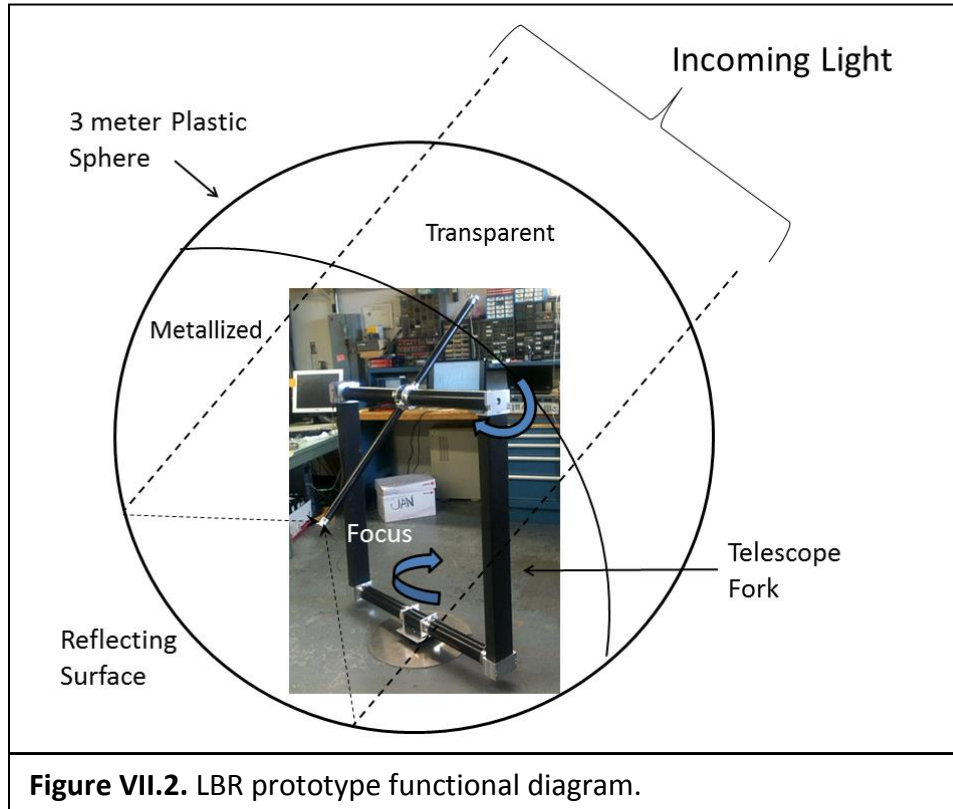 Incoming Light
3 meter Plastic
Sphere
Transparent
Metallized
JAN
Focus
Telescope
Fork
Reflecting
Surface
Figure VII.2. LBR prototype functional diagram.